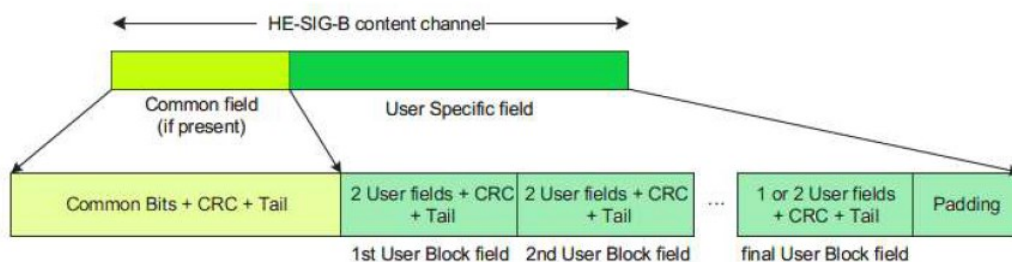 HE-SIG-B content channel
Common field
(if present)
User Specific field
Common Bits + CRC + Tail
2 User fields + CRC
+ Tail
2 User fields + CRC
+ Tail
...
1 or 2 User fields
+ CRC + Tail
Padding
1st User Block field
2nd User Block field
final User Block field